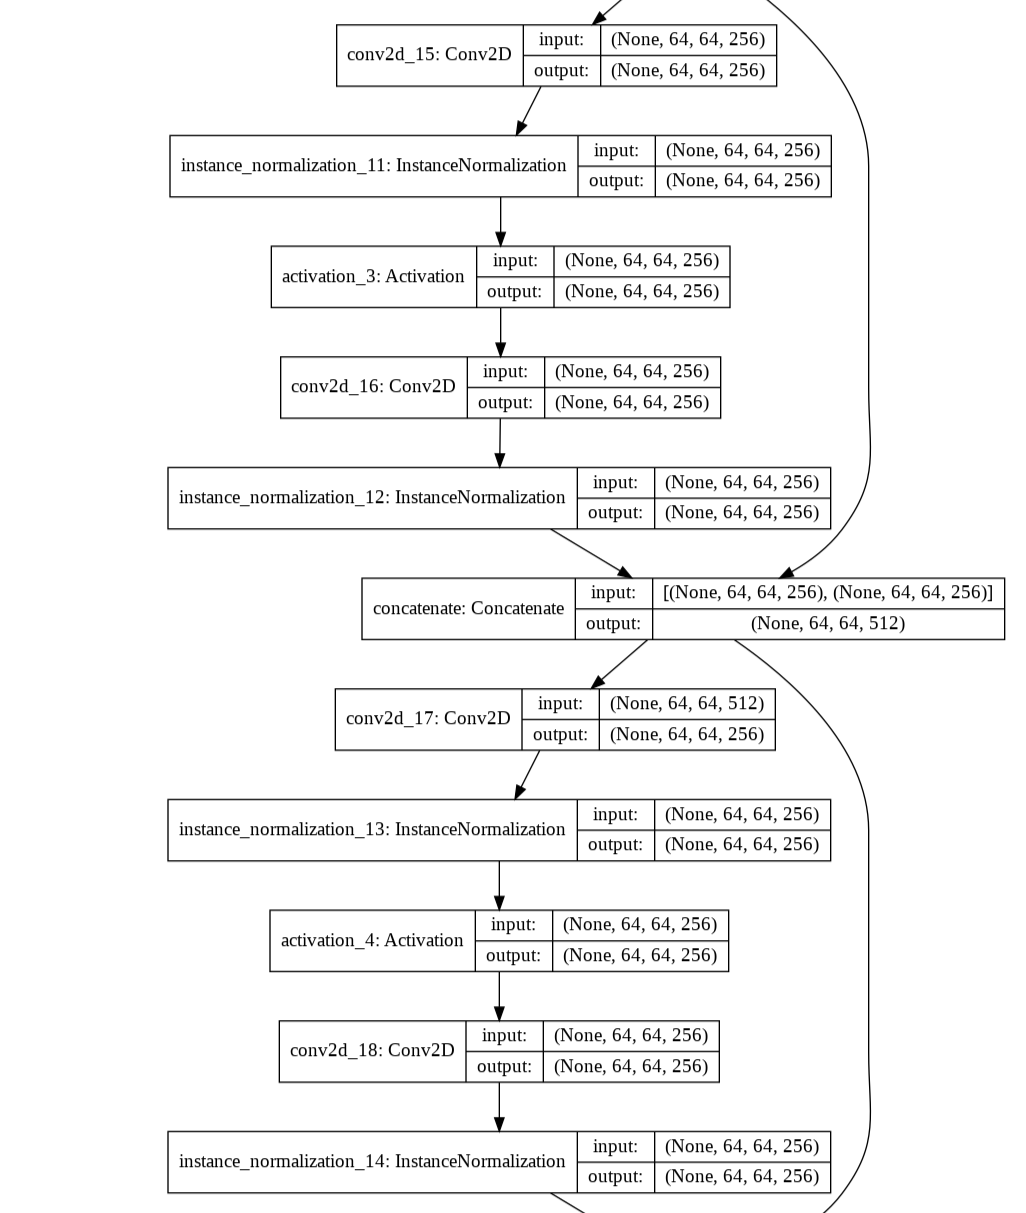 conv2d_15: Conv2D input: (None, 64, 64, 256)
output: (None, 64, 64, 256)
instance_normalization_11: InstanceNormalization input: (None, 64, 64, 256)
output: (None, 64, 64, 256)
activation_3: Activation input: (None, 64, 64, 256)
output: (None, 64, 64, 256)
conv2d_16: Conv2D input: (None, 64, 64, 256)
output: (None, 64, 64, 256)
instance_normalization_12: InstanceNormalization input: (None, 64, 64, 256)
output: (None, 64, 64, 256)
concatenate: Concatenate input: [(None, 64, 64, 256), (None, 64, 64, 256)]
output: (None, 64, 64, 512)
conv2d_17: Conv2D input: (None, 64, 64, 512)
output: (None, 64, 64, 256)
instance_normalization_13: InstanceNormalization input: (None, 64, 64, 256)
output: (None, 64, 64, 256)
activation_4: Activation input: (None, 64, 64, 256)
output: (None, 64, 64, 256)
conv2d_18: Conv2D input: (None, 64, 64, 256)
output: (None, 64, 64, 256)
instance_normalization_14: InstanceNormalization input: (None, 64, 64, 256)
output: (None, 64, 64, 256)